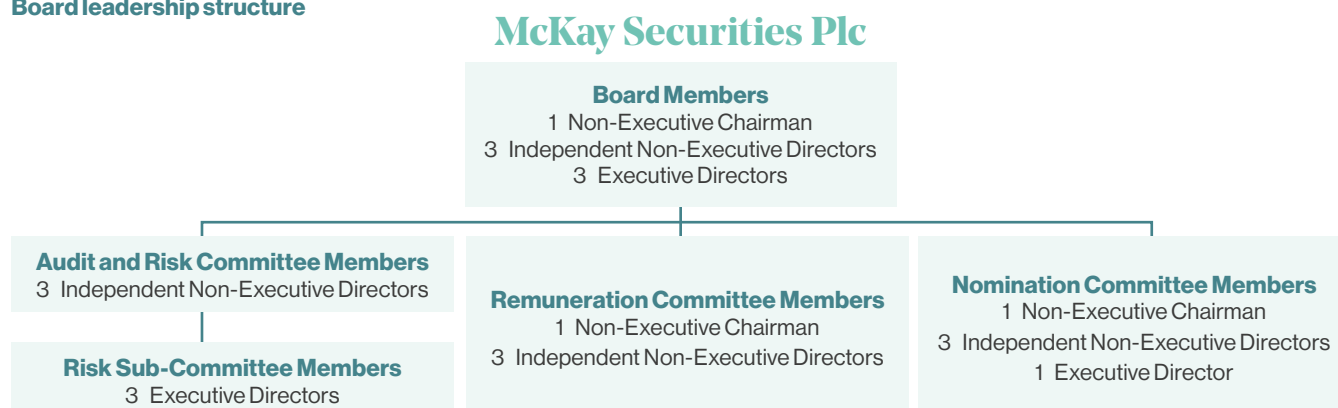 Board leadership structure
McKay Securities Plc
Board Members
1 Non-Executive Chairman
3 Independent Non-Executive Directors
3 Executive Directors
Audit and Risk Committee Members
3 Independent Non-Executive Directors
Risk Sub-Committee Members
3 Executive Directors
Remuneration Committee Members
1 Non-Executive Chairman
3 Independent Non-Executive Directors
Nomination Committee Members
1 Non-Executive Chairman
3 Independent Non-Executive Directors
1 Executive Director